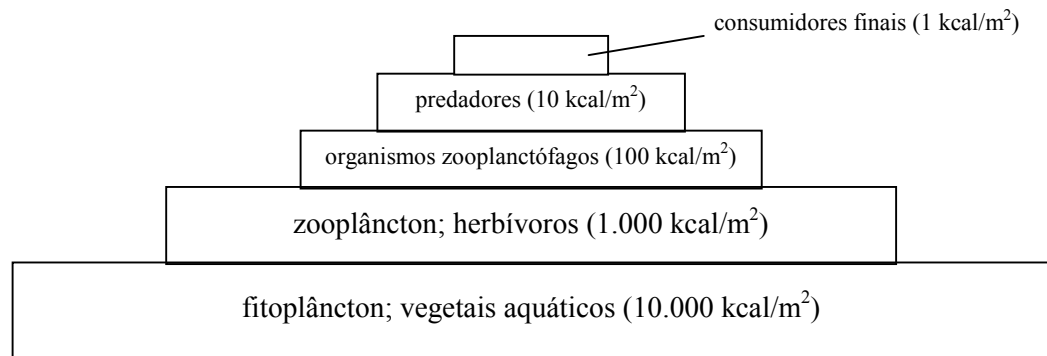 consumidores finais (1 kcal/m²)
predadores (10 kcal/m²)
organismos zooplanctófagos (100 kcal/m²)
zooplâncton; herbívoros (1.000 kcal/m²)
fitoplâncton; vegetais aquáticos (10.000 kcal/m²)